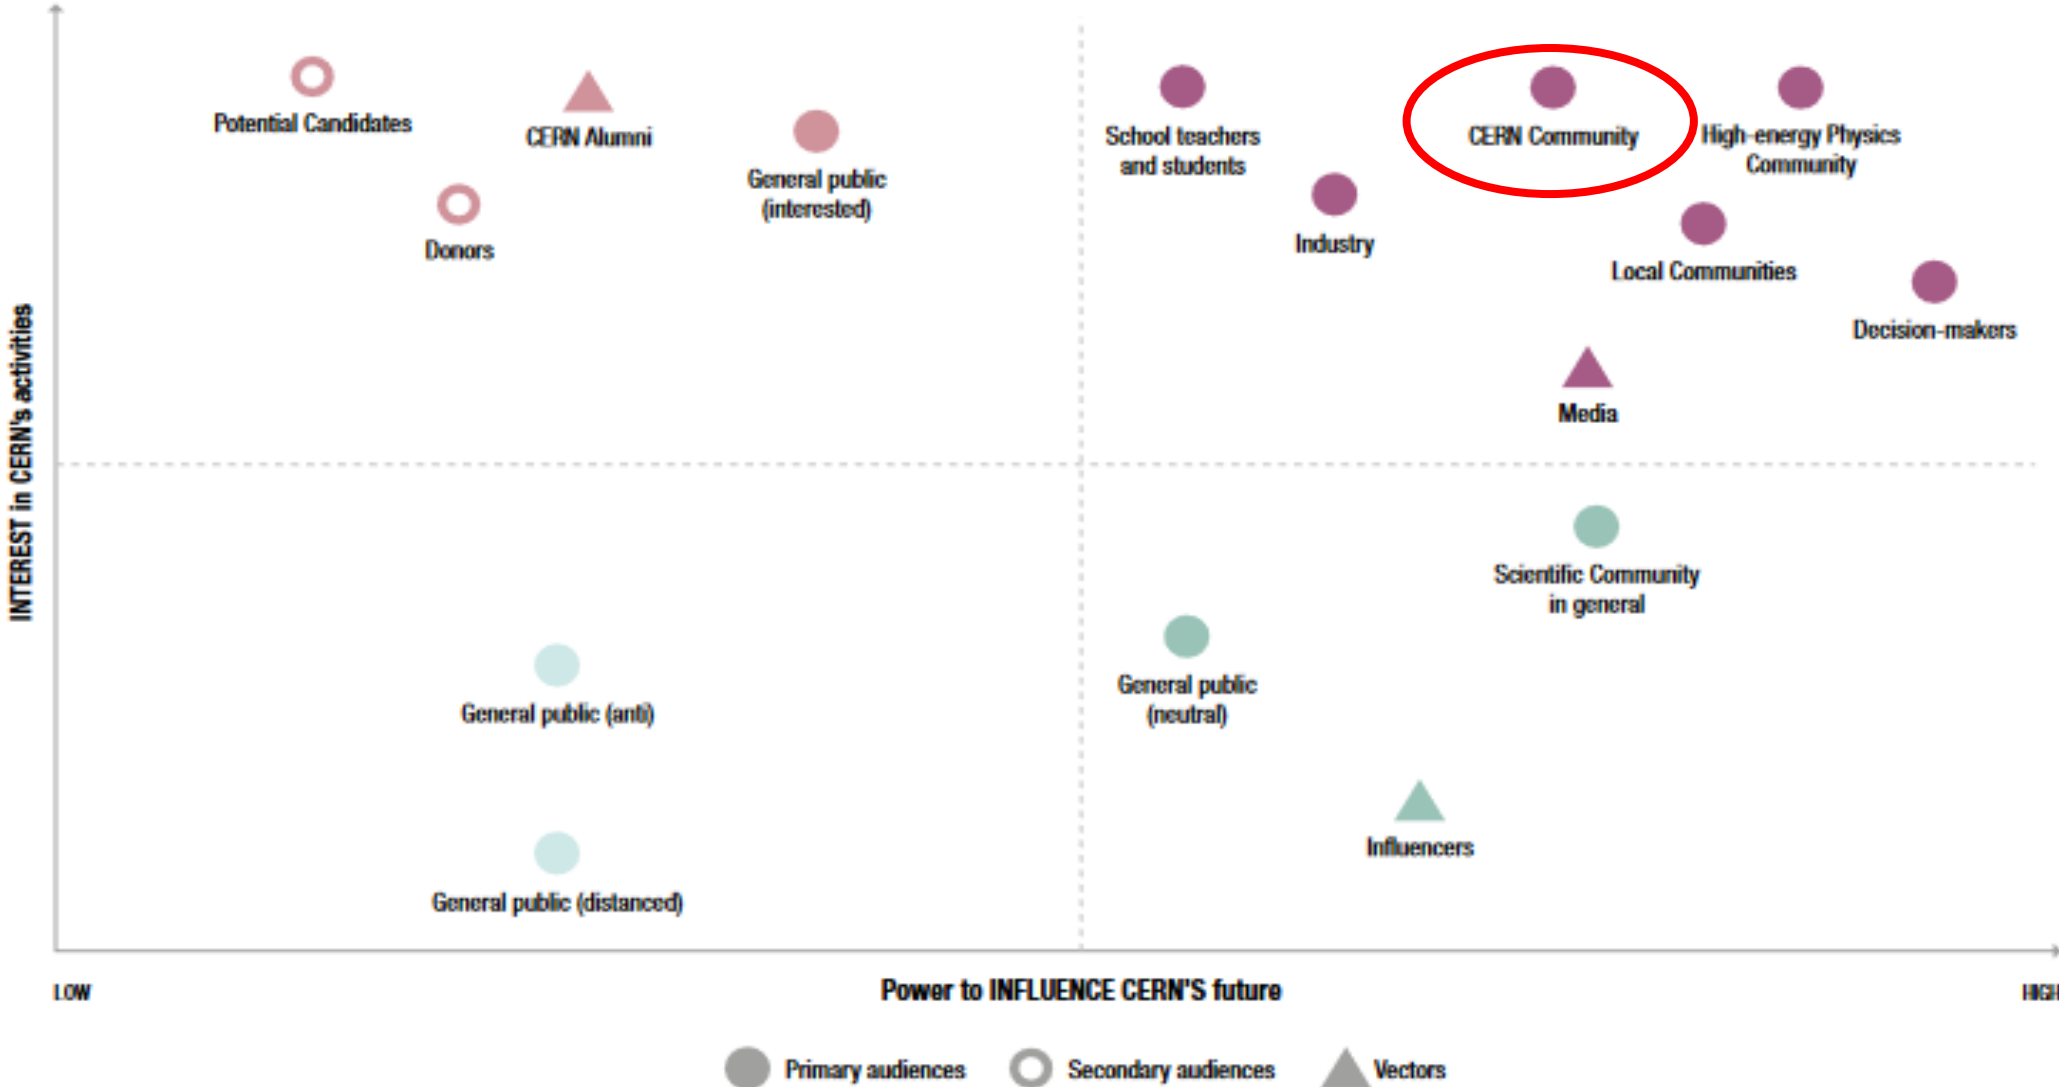 Potential Candidates
CERN Alumni
General public
(interested)
Donors
School teachers
and students
CERN Community
High-energy Physics
Community
Industry
Local Communities
Decision-makers
Media
INTEREST in CERN's activities
Scientific Community
in general
General public
(neutral)
General public (anti)
Influencers
General public (distanced)
LOW
Power to INFLUENCE CERN'S future
HIGH
Primary audiences
Secondary audiences
Vectors